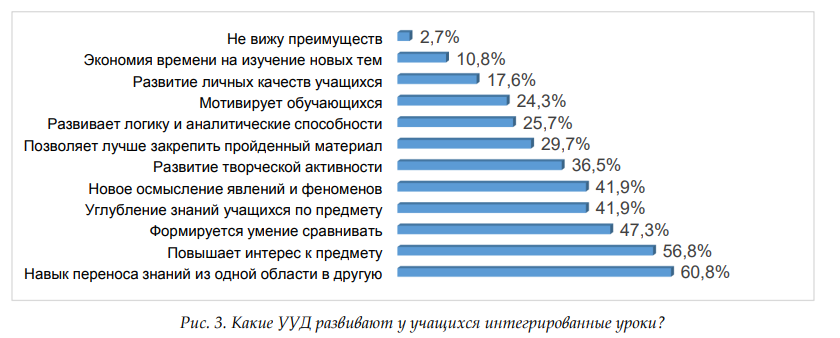 Не вижу преимуществ 2,7%
Экономия времени на изучение новых тем 10,8%
Развитие личных качеств учащихся 17,6%
Мотивирует обучающихся 24,3%
Развивает логику и аналитические способности 25,7%
Позволяет лучше закрепить пройденный материал 29,7%
Развитие творческой активности 36,5%
Новое осмысление явлений и феноменов 41,9%
Углубление знаний учащихся по предмету 41,9%
Формируется умение сравнивать 47,3%
Повышает интерес к предмету 56,8%
Навык переноса знаний из одной области в другую 60,8%
Рис. 3. Какие УУД развивают у учащихся интегрированные уроки?